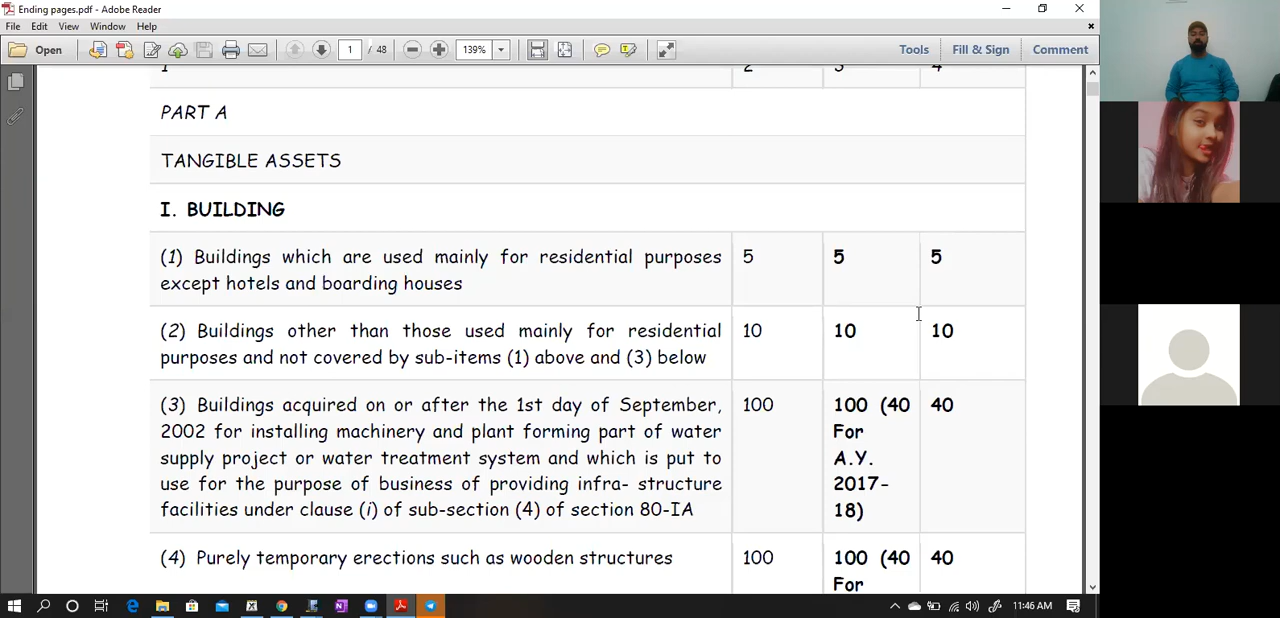 Ending pages.pdf - Adobe Reader
File Edit View Window Help
Open 1 / 48 139% Tools Fill & Sign Comment
1 2 3 4
PART A
TANGIBLE ASSETS
I. BUILDING
(1) Buildings which are used mainly for residential purposes 5 5 5
except hotels and boarding houses
(2) Buildings other than those used mainly for residential 10 10 10
purposes and not covered by sub-items (1) above and (3) below
(3) Buildings acquired on or after the 1st day of September, 100 100 (40 40
2002 for installing machinery and plant forming part of water For
supply project or water treatment system and which is put to A.Y.
use for the purpose of business of providing infra- structure 2017-
facilities under clause (i) of sub-section (4) of section 80-IA 18)
(4) Purely temporary erections such as wooden structures 100 100 (40 40
For
11:46 AM